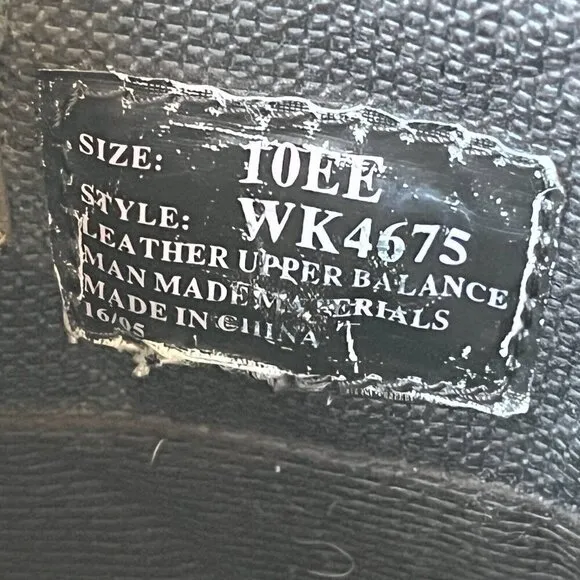 SIZE: 10EE
STYLE: WK4675
LEATHER UPPER BALANCE
MAN MADE MATERIALS
MADE IN CHINA
16/05